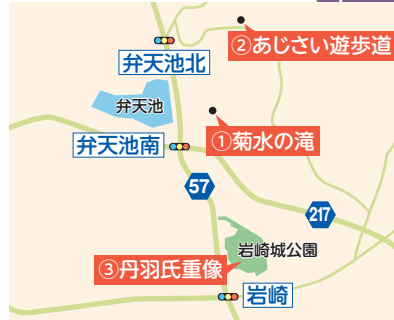 ②あじさい遊歩道
弁天池北
弁天池
①菊水の滝
弁天池南
57
217
岩崎城公園
③丹羽氏重像
岩崎